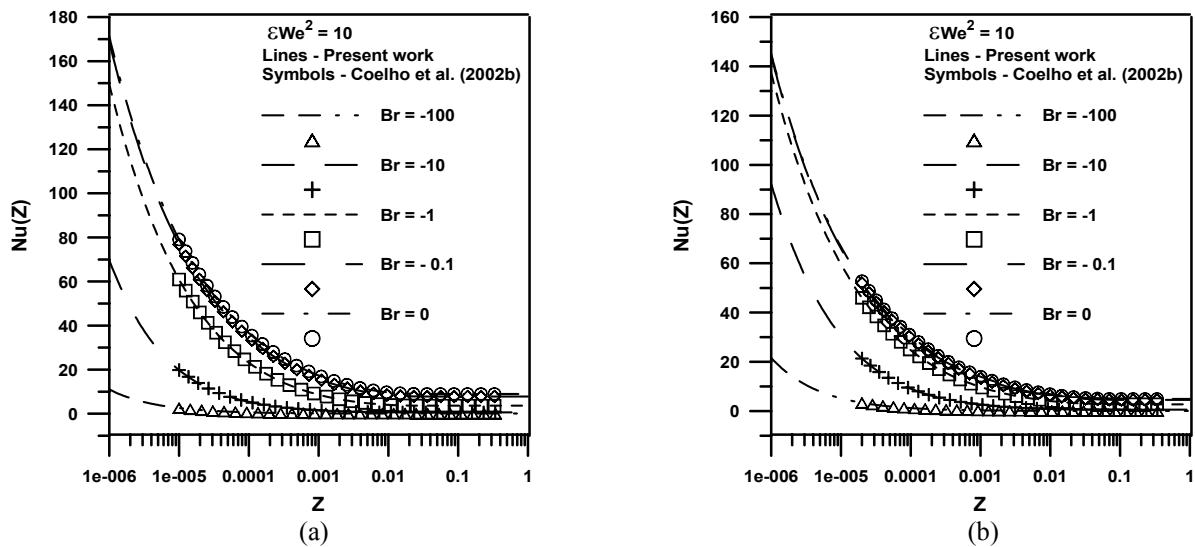 180
160
140
120
100
80
60
40
20
0
Nu(Z)
εWe² = 10
Lines - Present work
Symbols - Coelho et al. (2002b)
Br = -100
Br = -10
Br = -1
Br = - 0.1
Br = 0
1e-006 1e-005 0.0001 0.001 0.01 0.1 1
Z
(a)
160
140
120
100
80
60
40
20
0
Nu(Z)
εWe² = 10
Lines - Present work
Symbols - Coelho et al. (2002b)
Br = -100
Br = -10
Br = -1
Br = - 0.1
Br = 0
1e-006 1e-005 0.0001 0.001 0.01 0.1 1
Z
(b)